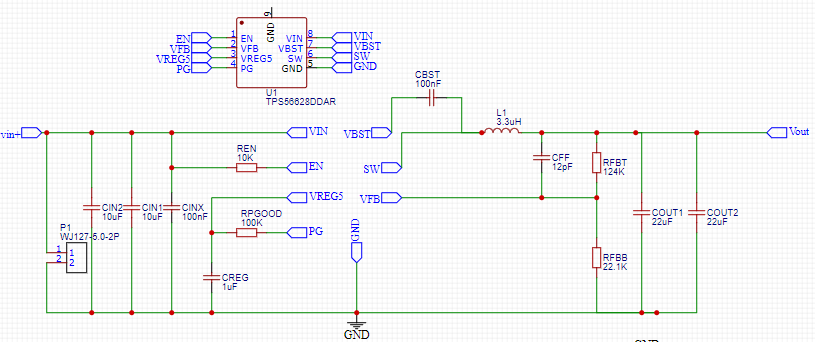 9
GND
EN 1 EN VIN 8 VIN
VFB 2 VFB VBST 7 VBST
VREG5 3 VREG5 SW 6 SW
PG 4 PG GND 5 GND
U1
TPS56628DDAR
CBST
100nF
L1
3.3uH
vin+ VIN VBST Vout
REN
10K
EN SW
CFF
12pF
RFBT
124K
VREG5 VFB
CIN2
10uF
CIN1
10uF
CINX
100nF
RPGOOD
100K
PG
GND
COUT1
22uF
COUT2
22uF
P1
WJ127-5.0-2P
1 1
2 2
CREG
1uF
RFBB
22.1K
GND